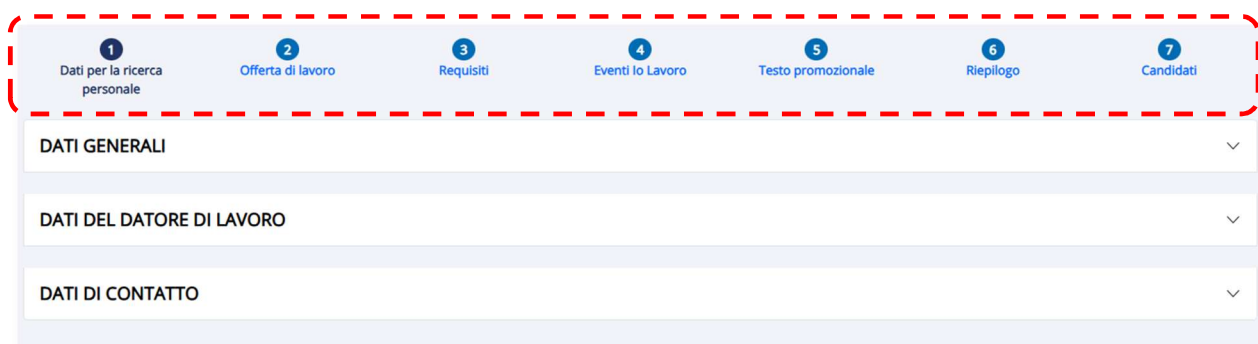 1 2 3 4 5 6 7
Dati per la ricerca Offerta di lavoro Requisiti Eventi Io Lavoro Testo promozionale Riepilogo Candidati
personale
DATI GENERALI
DATI DEL DATORE DI LAVORO
DATI DI CONTATTO